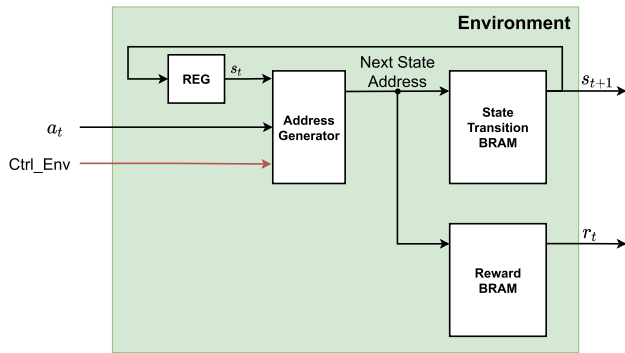 Environment
Next State
Address
REG
s_t
s_{t+1}
Address
Generator
State
Transition
BRAM
a_t
Ctrl_Env
r_t
Reward
BRAM